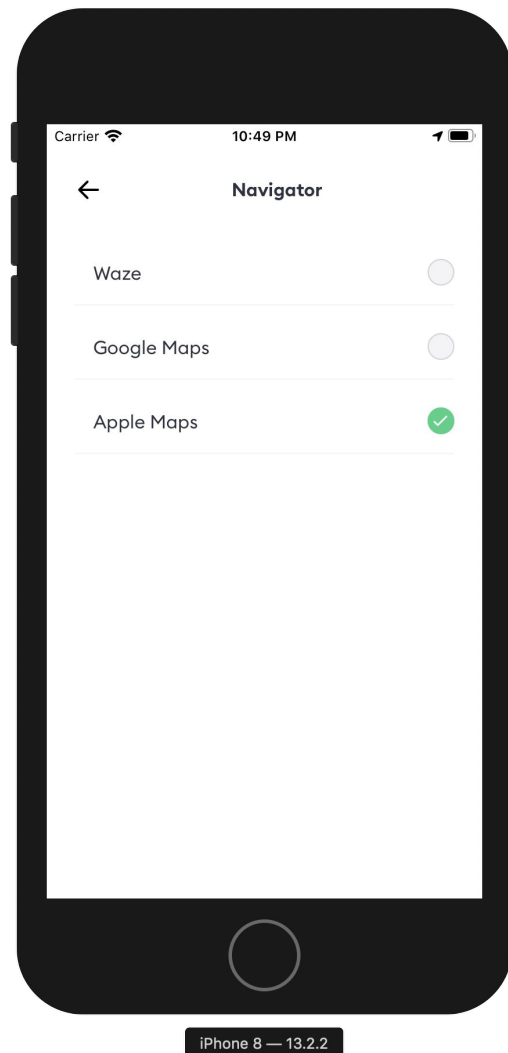 Carrier 10:49 PM
Navigator
Waze
Google Maps
Apple Maps
iPhone 8 — 13.2.2